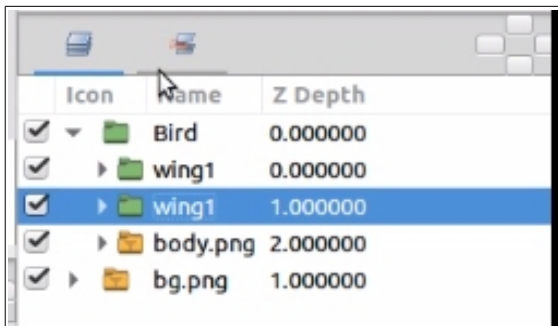 Icon Name Z Depth
Bird 0.000000
wing1 0.000000
wing1 1.000000
body.png 2.000000
bg.png 1.000000